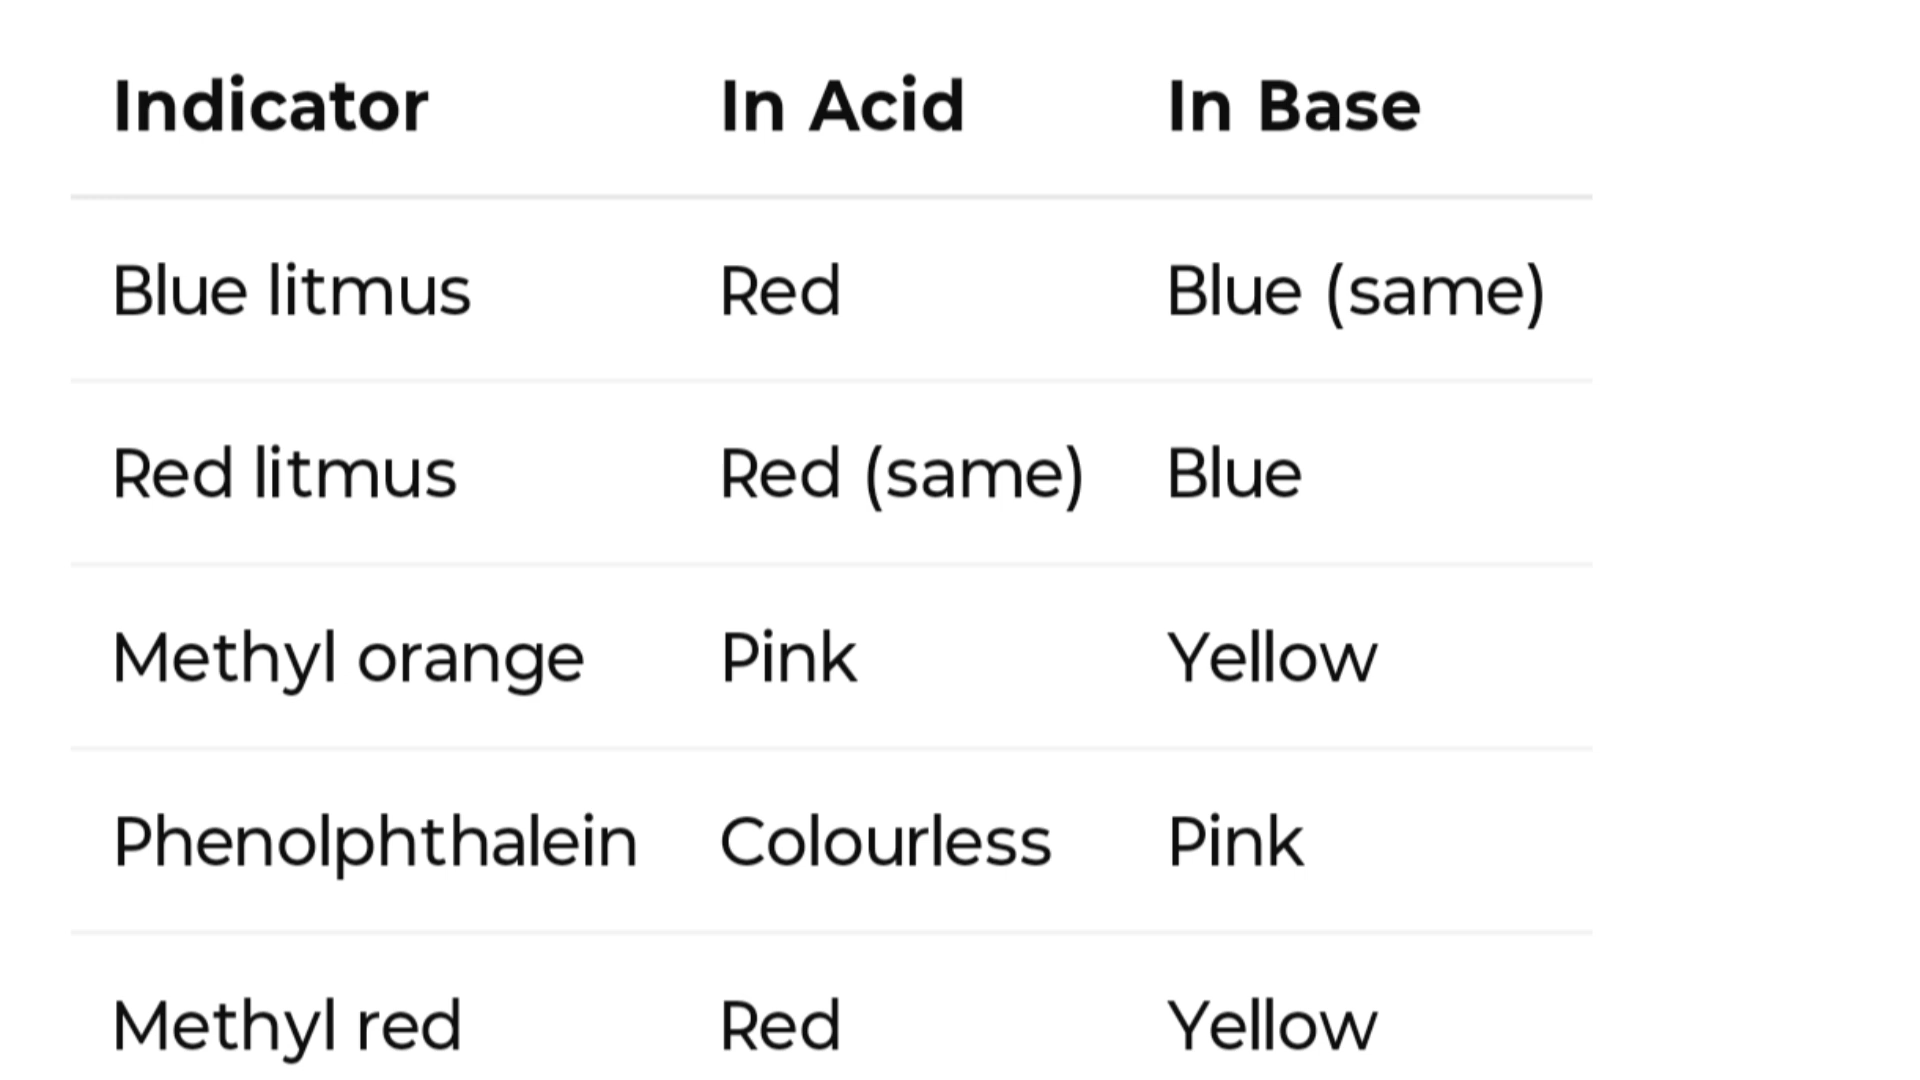 Indicator In Acid In Base
Blue litmus Red Blue (same)
Red litmus Red (same) Blue
Methyl orange Pink Yellow
Phenolphthalein Colourless Pink
Methyl red Red Yellow